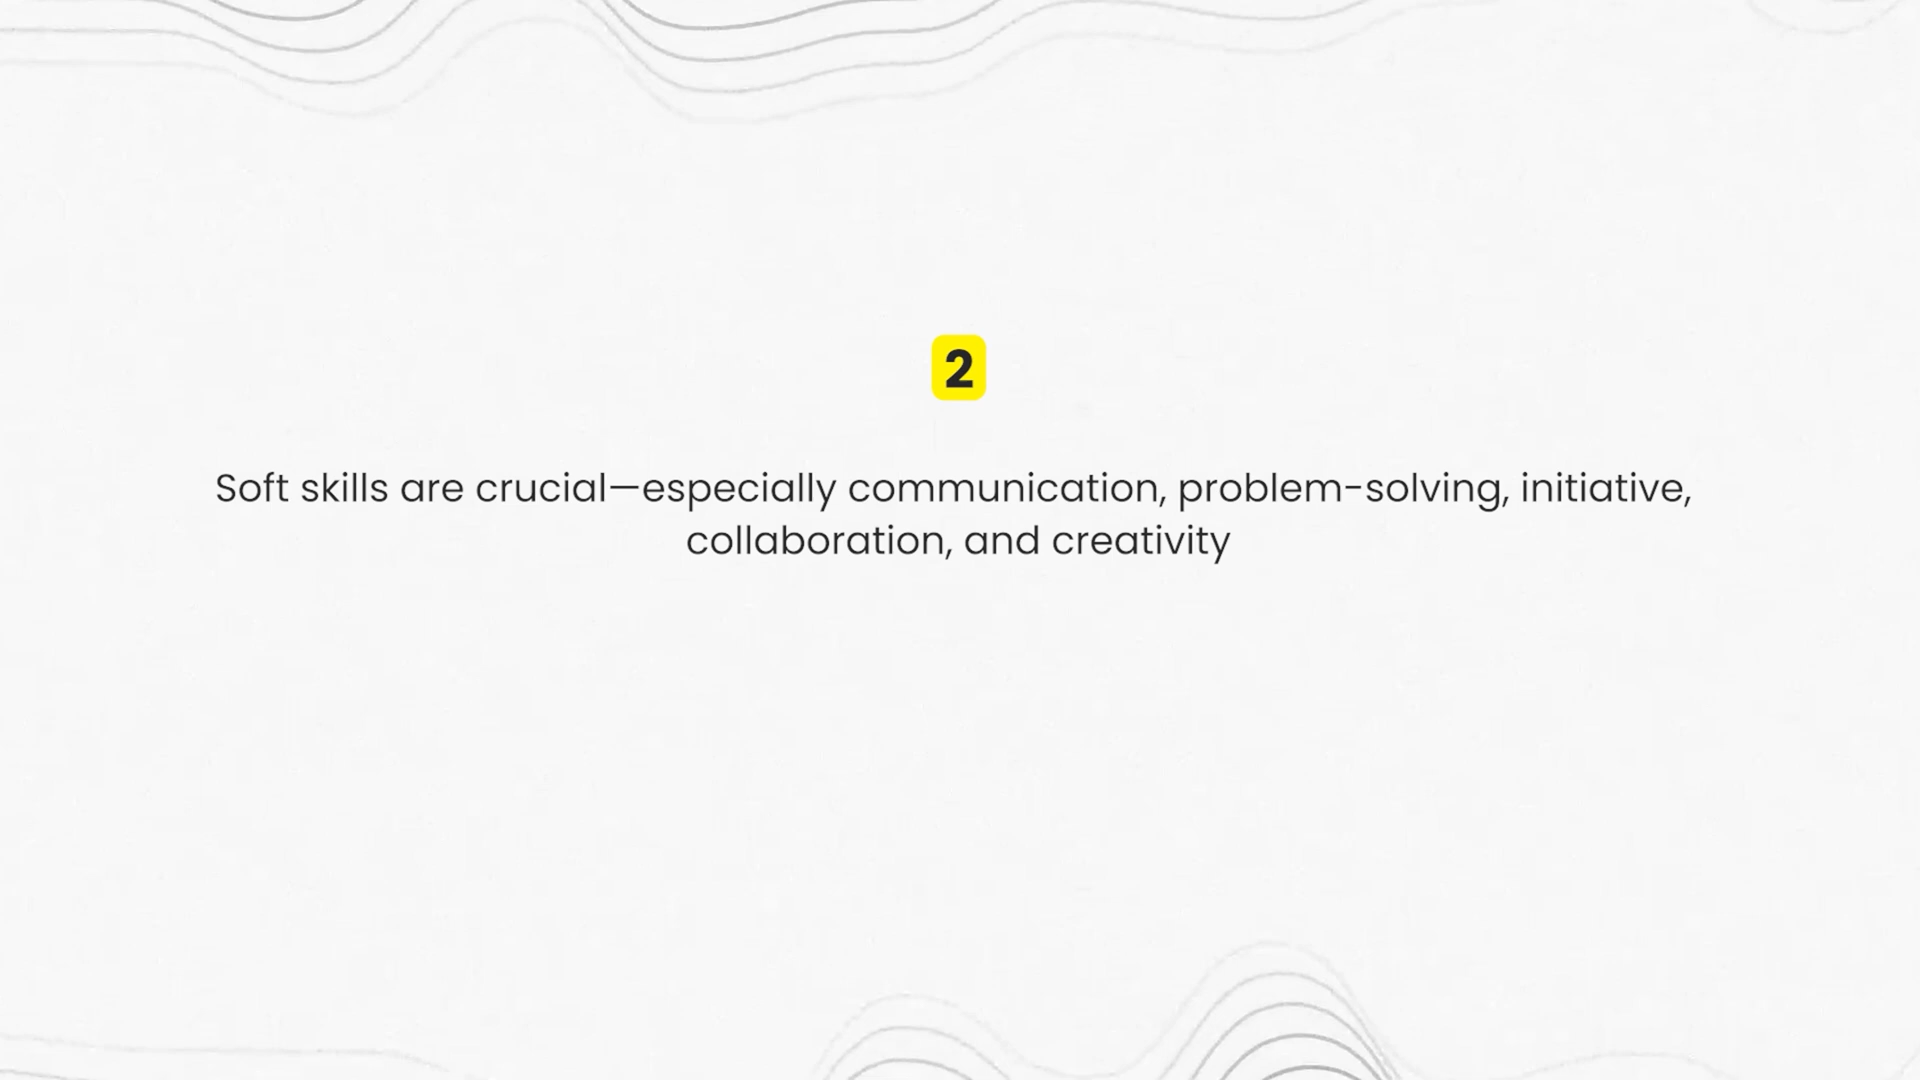 2
Soft skills are crucial—especially communication, problem-solving, initiative,
collaboration, and creativity